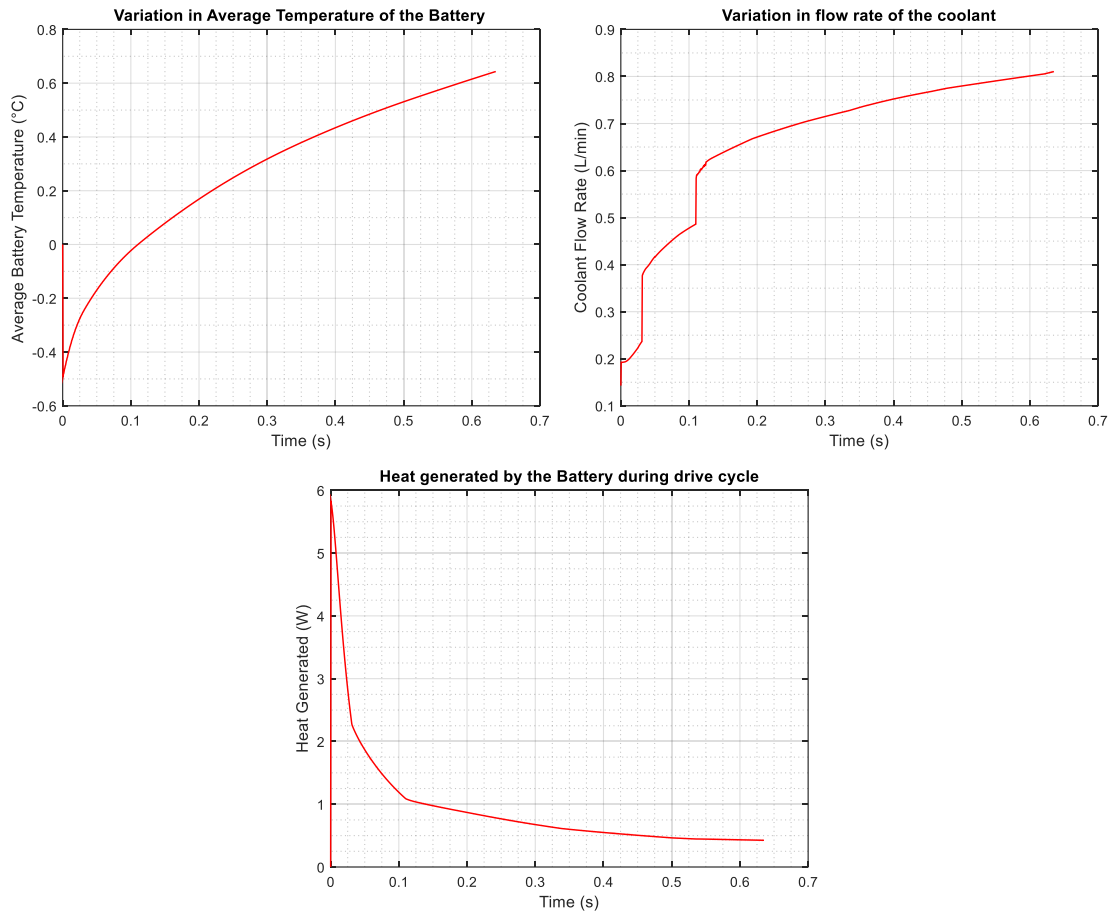 Variation in Average Temperature of the Battery
Average Battery Temperature (°C)
0.8
0.6
0.4
0.2
0
-0.2
-0.4
-0.6
0 0.1 0.2 0.3 0.4 0.5 0.6 0.7
Time (s)
Variation in flow rate of the coolant
Coolant Flow Rate (L/min)
0.9
0.8
0.7
0.6
0.5
0.4
0.3
0.2
0.1
0 0.1 0.2 0.3 0.4 0.5 0.6 0.7
Time (s)
Heat generated by the Battery during drive cycle
Heat Generated (W)
6
5
4
3
2
1
0
0 0.1 0.2 0.3 0.4 0.5 0.6 0.7
Time (s)